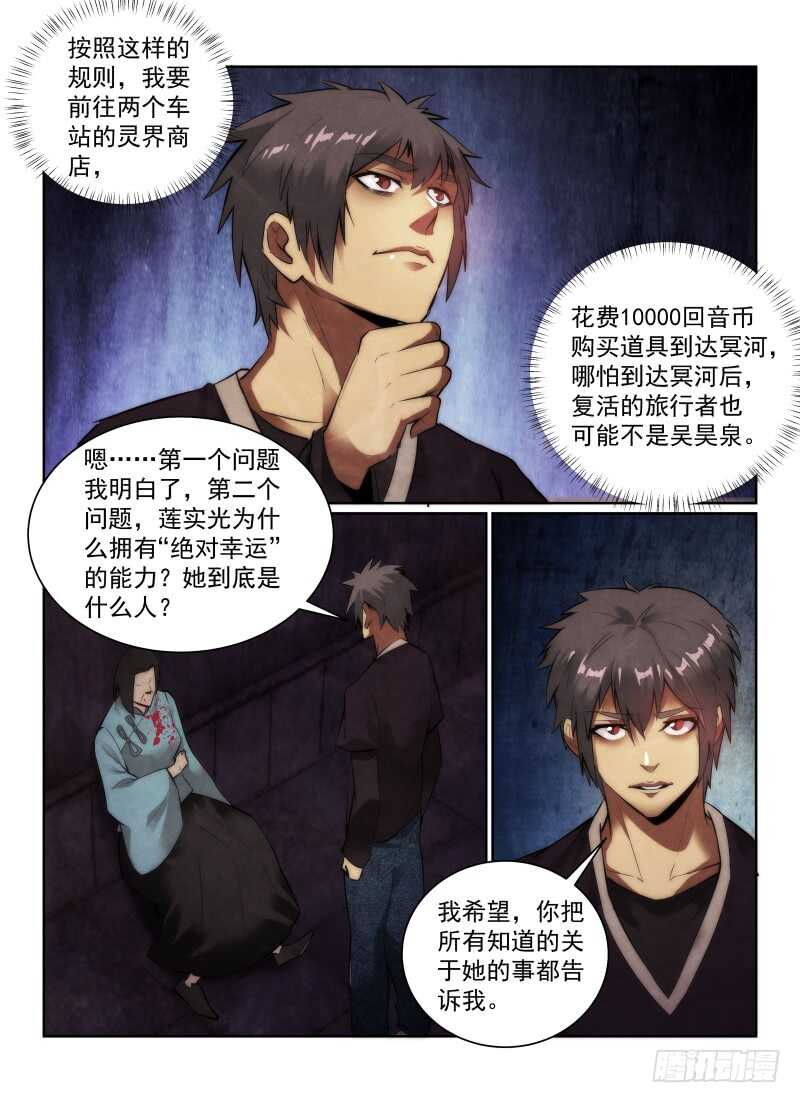 按照这样的
规则，我要
前往两个车
站的灵界商
店，
花费10000回音币
购买道具到达冥河，
哪怕到达冥河后，
复活的旅行者也
可能不是吴昊泉。
嗯……第一个问题
我明白了，第二个
问题，莲实光为什
么拥有“绝对幸运”
的能力？她到底是
什么人？
我希望，你把
所有知道的关
于她的事都告
诉我。
腾讯动漫